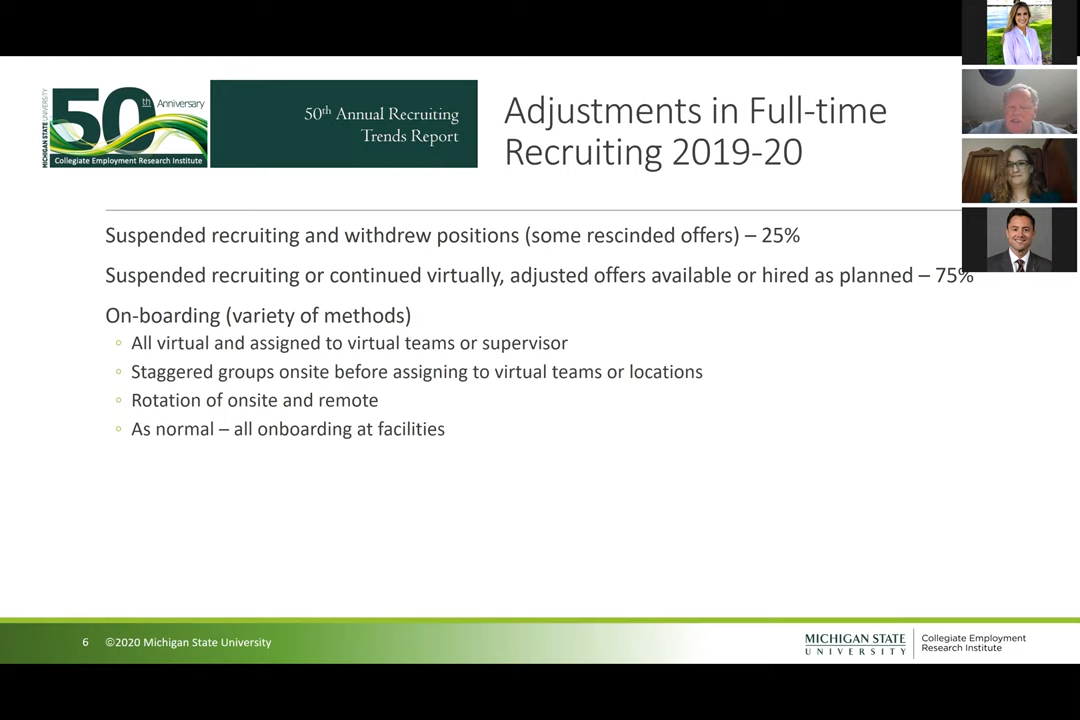 MICHIGAN STATE UNIVERSITY
50th Anniversary
Collegiate Employment Research Institute
50th Annual Recruiting
Trends Report
Adjustments in Full-time
Recruiting 2019-20
Suspended recruiting and withdrew positions (some rescinded offers) – 25%
Suspended recruiting or continued virtually, adjusted offers available or hired as planned – 75%
On-boarding (variety of methods)
◦ All virtual and assigned to virtual teams or supervisor
◦ Staggered groups onsite before assigning to virtual teams or locations
◦ Rotation of onsite and remote
◦ As normal – all onboarding at facilities
6 ©2020 Michigan State University
MICHIGAN STATE
UNIVERSITY
Collegiate Employment
Research Institute